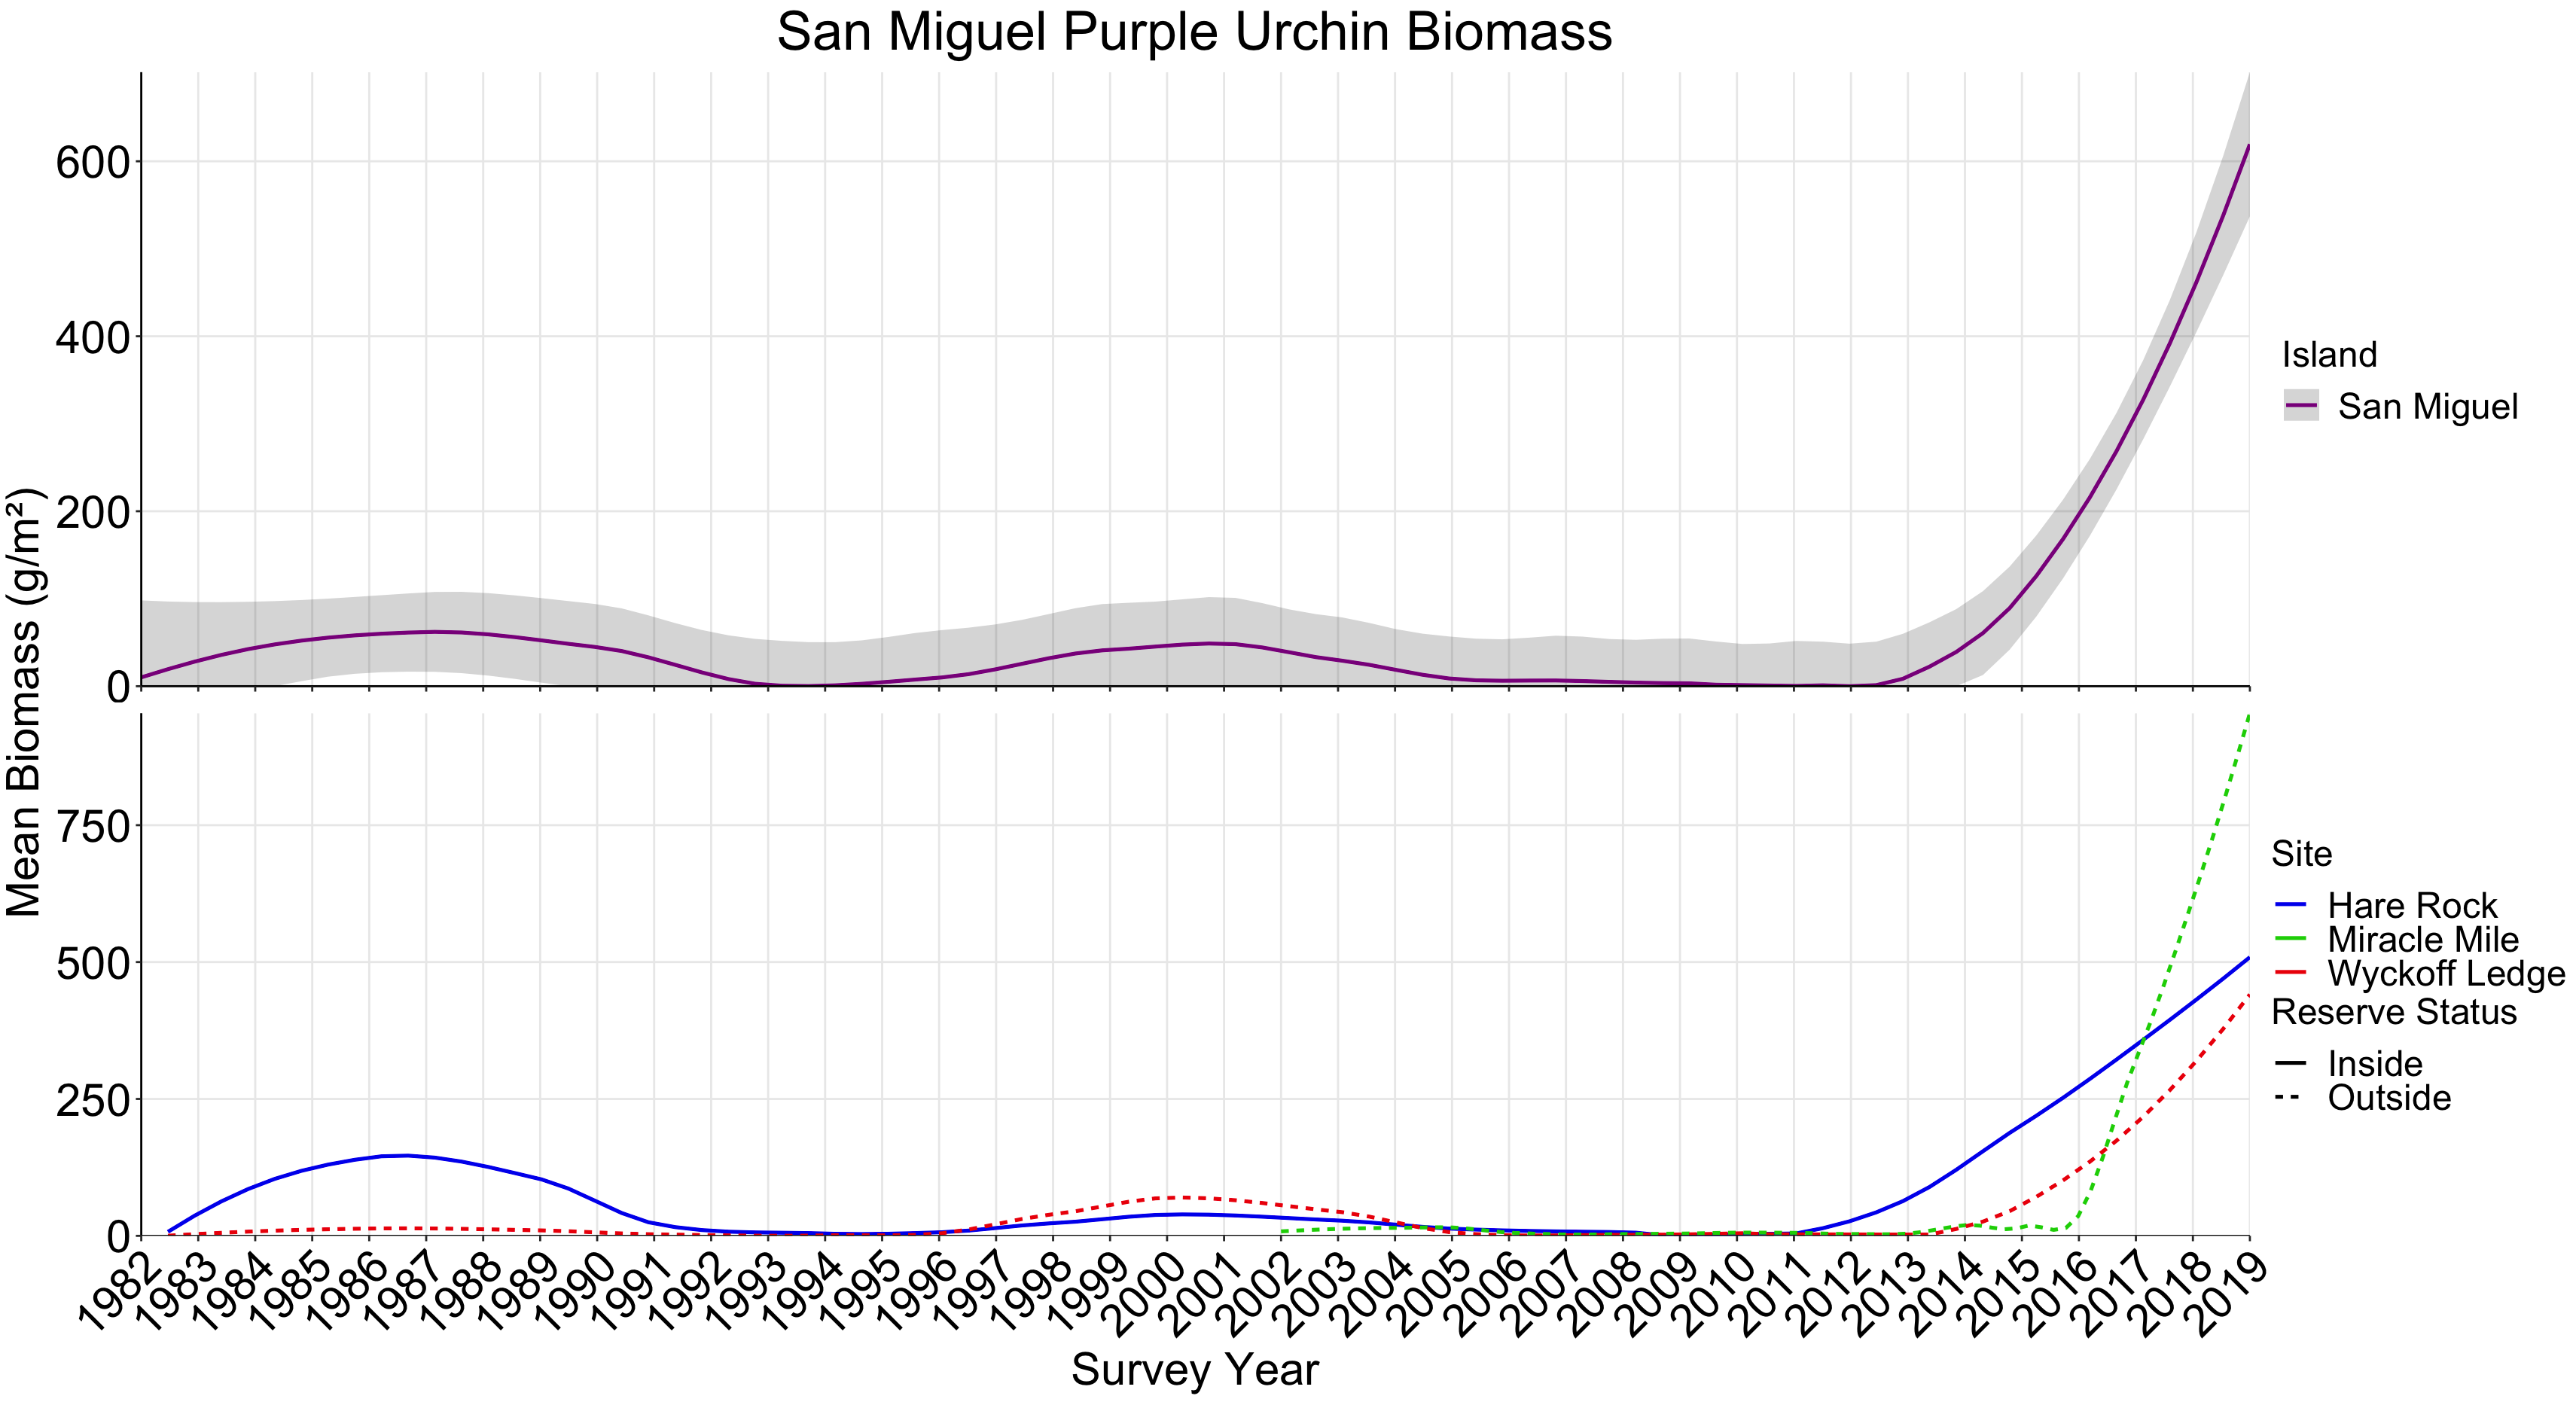 San Miguel Purple Urchin Biomass
Mean Biomass (g/m²)
600
400
200
0
Island
San Miguel
750
500
250
0
Site
Hare Rock
Miracle Mile
Wyckoff Ledge
Reserve Status
Inside
Outside
1982 1983 1984 1985 1986 1987 1988 1989 1990 1991 1992 1993 1994 1995 1996 1997 1998 1999 2000 2001 2002 2003 2004 2005 2006 2007 2008 2009 2010 2011 2012 2013 2014 2015 2016 2017 2018 2019
Survey Year